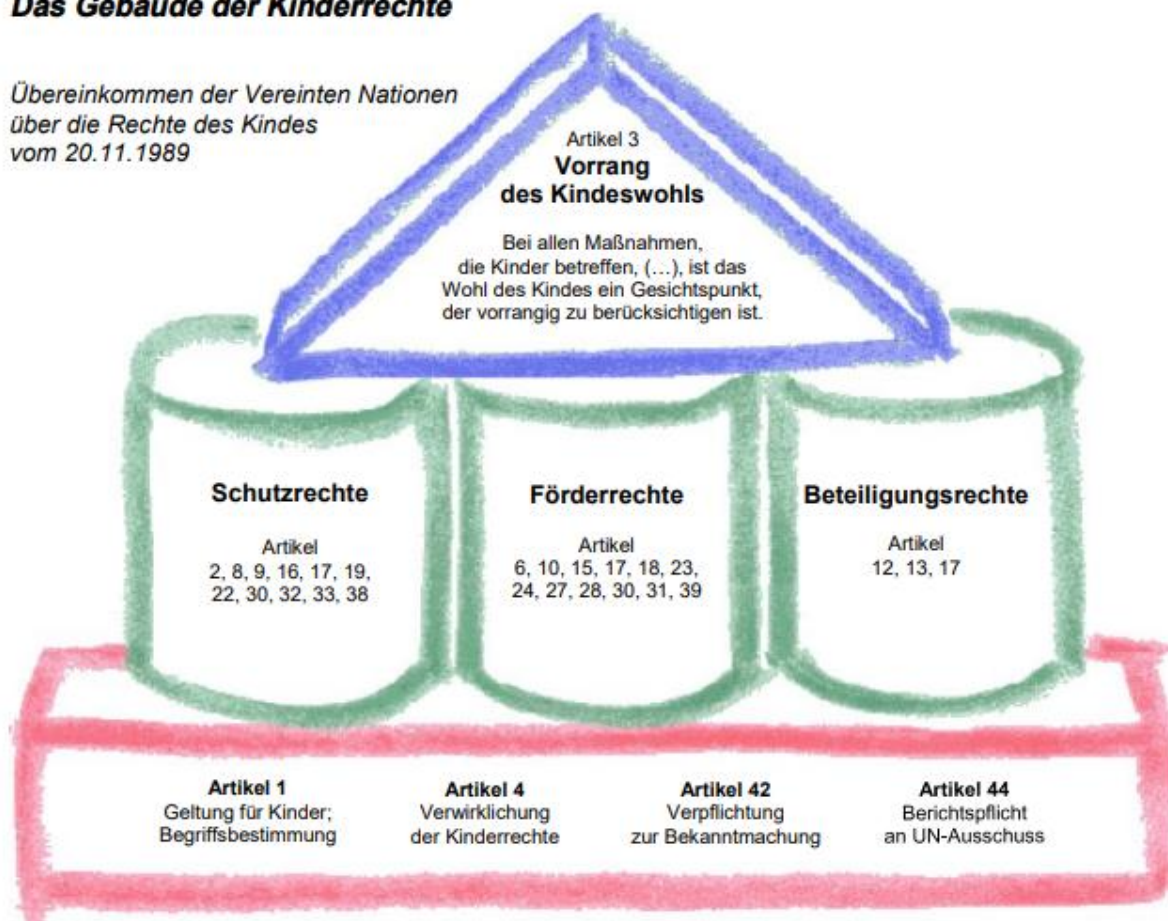 Das Gebäude der Kinderrechte
Übereinkommen der Vereinten Nationen
über die Rechte des Kindes
vom 20.11.1989
Artikel 3
Vorrang
des Kindeswohls
Bei allen Maßnahmen,
die Kinder betreffen, (…), ist das
Wohl des Kindes ein Gesichtspunkt,
der vorrangig zu berücksichtigen ist.
Schutzrechte
Artikel
2, 8, 9, 16, 17, 19,
22, 30, 32, 33, 38
Förderrechte
Artikel
6, 10, 15, 17, 18, 23,
24, 27, 28, 30, 31, 39
Beteiligungsrechte
Artikel
12, 13, 17
Artikel 1
Geltung für Kinder;
Begriffsbestimmung
Artikel 4
Verwirklichung
der Kinderrechte
Artikel 42
Verpflichtung
zur Bekanntmachung
Artikel 44
Berichtspflicht
an UN-Ausschuss